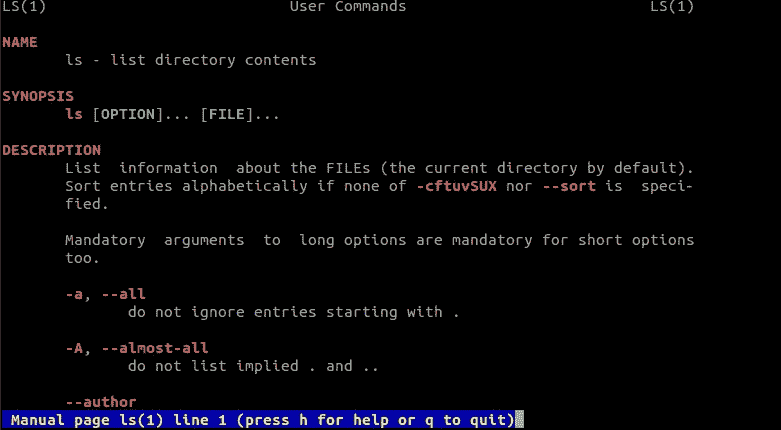 LS(1) User Commands LS(1)
NAME
ls - list directory contents
SYNOPSIS
ls [OPTION]... [FILE]...
DESCRIPTION
List information about the FILEs (the current directory by default).
Sort entries alphabetically if none of -cftuvSUX nor --sort is speci-
fied.
Mandatory arguments to long options are mandatory for short options
too.
-a, --all
do not ignore entries starting with .
-A, --almost-all
do not list implied . and ..
--author
Manual page ls(1) line 1 (press h for help or q to quit)